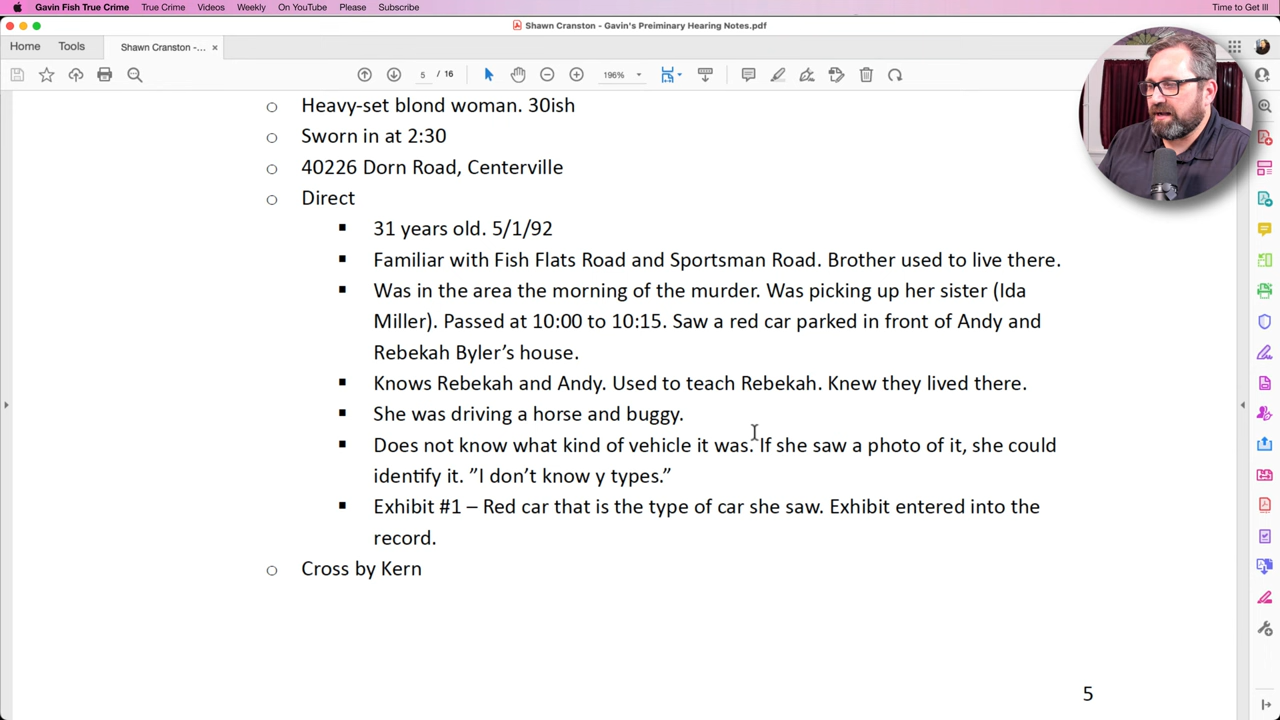 Gavin Fish True Crime True Crime Videos Weekly On YouTube Please Subscribe Time to Get Ill
Shawn Cranston - Gavin's Preiminary Hearing Notes.pdf
Home Tools Shawn Cranston -... ×
5 / 16 196%
○ Heavy-set blond woman. 30ish
○ Sworn in at 2:30
○ 40226 Dorn Road, Centerville
○ Direct
▪ 31 years old. 5/1/92
▪ Familiar with Fish Flats Road and Sportsman Road. Brother used to live there.
▪ Was in the area the morning of the murder. Was picking up her sister (Ida
Miller). Passed at 10:00 to 10:15. Saw a red car parked in front of Andy and
Rebekah Byler’s house.
▪ Knows Rebekah and Andy. Used to teach Rebekah. Knew they lived there.
▪ She was driving a horse and buggy.
▪ Does not know what kind of vehicle it was. If she saw a photo of it, she could
identify it. ”I don’t know y types.”
▪ Exhibit #1 – Red car that is the type of car she saw. Exhibit entered into the
record.
○ Cross by Kern
5